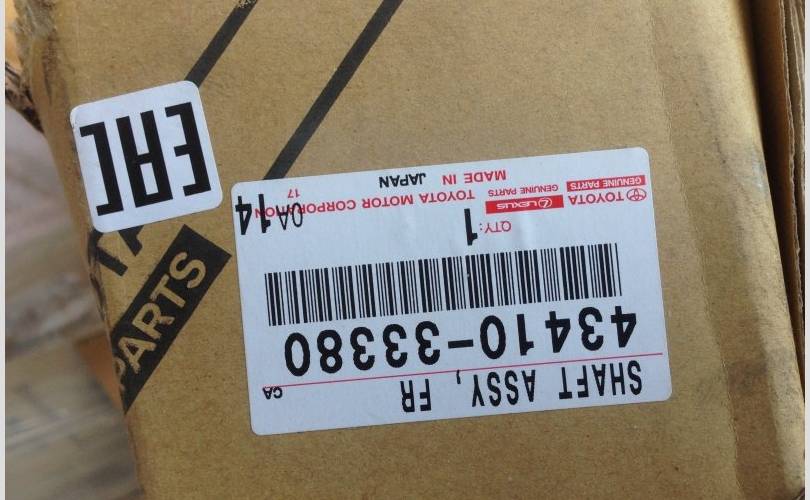 SHAFT ASSY, FR
CA
43410-33380
QTY: 1
TOYOTA
GENUINE PARTS
LEXUS
GENUINE PARTS
TOYOTA MOTOR CORPORATION
0A14
17
MADE IN JAPAN
EAC
PARTS